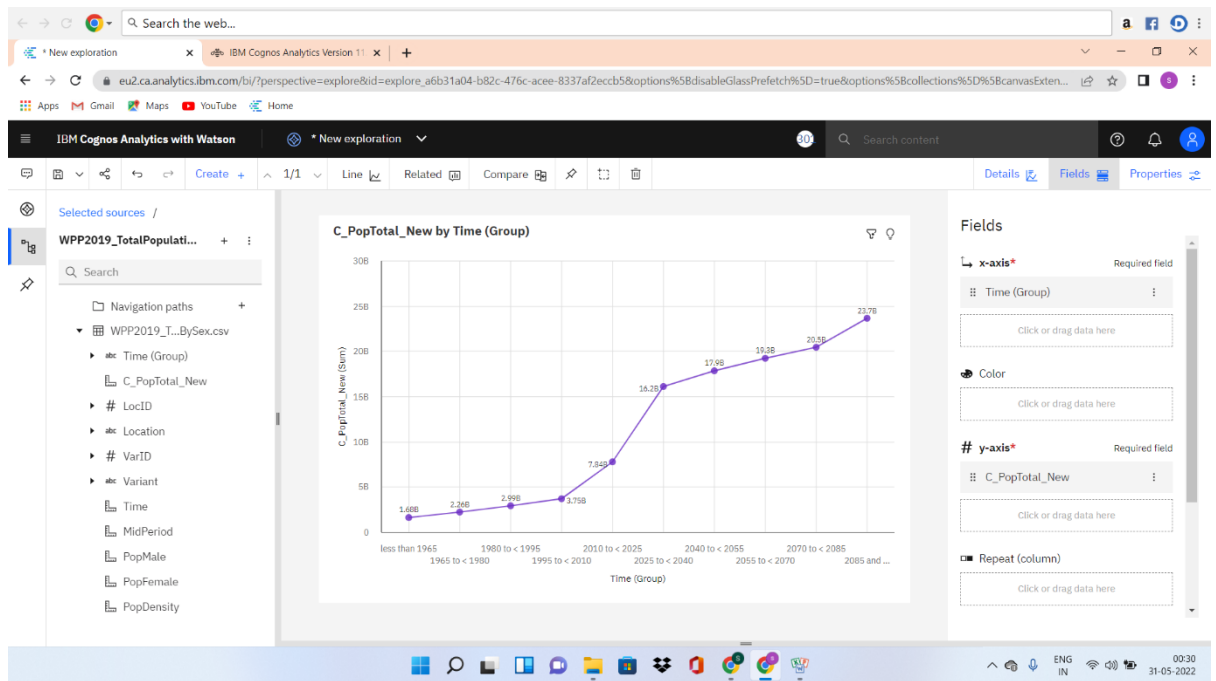 Search the web...
* New exploration
IBM Cognos Analytics Version 11
eu2.ca.analytics.ibm.com/bi/?perspective=explore&id=explore_a6b31a04-b82c-476c-acee-8337af2eccb5&options%5BdisableGlassPrefetch%5D=true&options%5Bcollections%5D%5BcanvasExten...
Apps Gmail Maps YouTube Home
IBM Cognos Analytics with Watson * New exploration Search content
Create + 1/1 Line Related Compare Details Fields Properties
Selected sources /
WPP2019_TotalPopulati...
Search
Navigation paths
WPP2019_T...BySex.csv
abc Time (Group)
C_PopTotal_New
# LocID
abc Location
# VarID
abc Variant
Time
MidPeriod
PopMale
PopFemale
PopDensity
C_PopTotal_New by Time (Group)
C_PopTotal_New (Sum)
30B
25B
20B
15B
10B
5B
0
1.68B
2.26B
2.99B
3.75B
7.84B
16.2B
17.9B
19.3B
20.5B
23.7B
less than 1965
1965 to < 1980
1980 to < 1995
1995 to < 2010
2010 to < 2025
2025 to < 2040
2040 to < 2055
2055 to < 2070
2070 to < 2085
2085 and ...
Time (Group)
Fields
x-axis* Required field
Time (Group)
Click or drag data here
Color
Click or drag data here
# y-axis* Required field
C_PopTotal_New
Click or drag data here
Repeat (column)
Click or drag data here
ENG
IN
00:30
31-05-2022